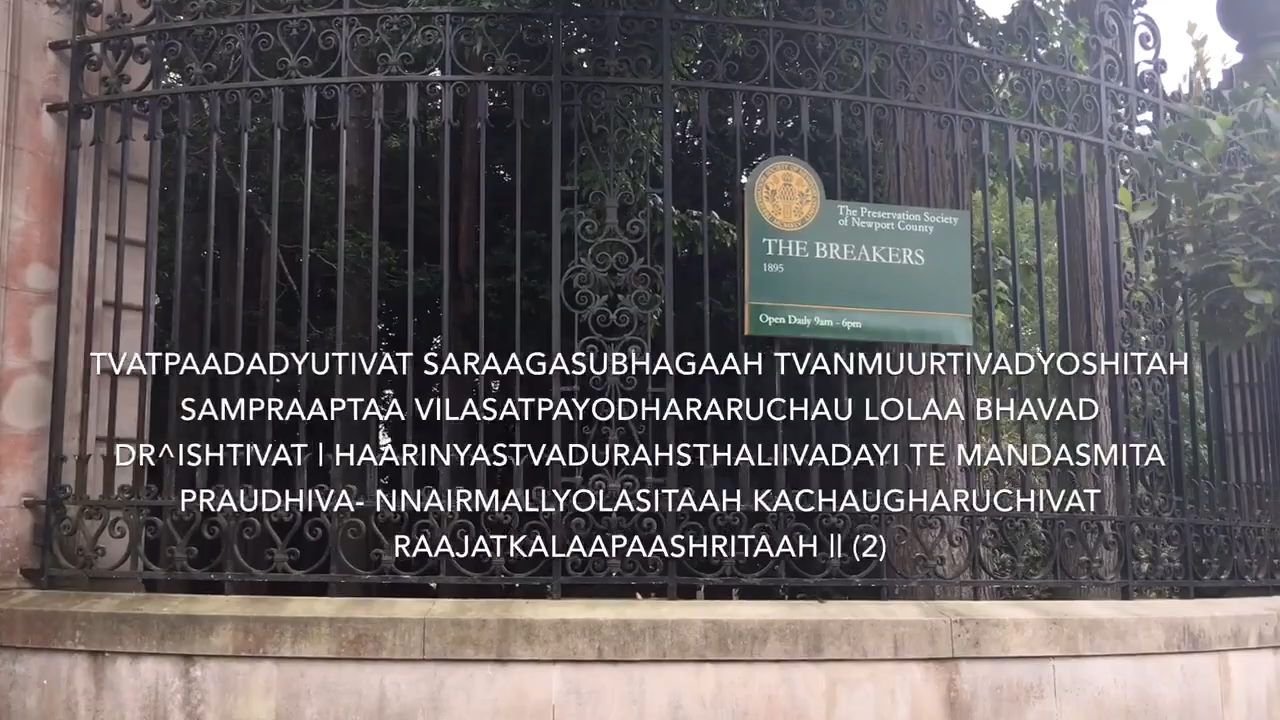 The Preservation Society
of Newport County
THE BREAKERS
1895
Open Daily 9am - 6pm
TVATPAADADYUTIVAT SARAAGASUBHAGAAH TVANMUURTIVADYOSHITAH
SAMPRAAPTAA VILASATPAYODHARARUCHAU LOLAA BHAVAD
DR^ISHTIVAT | HAARINYASTVADURAHSTHALIIVADAYI TE MANDASMITA
PRAUDHIVA- NNAIRMALLYOLASITAAH KACHAUGHARUCHIVAT
RAAJATKALAAPAASHRITAAH || (2)